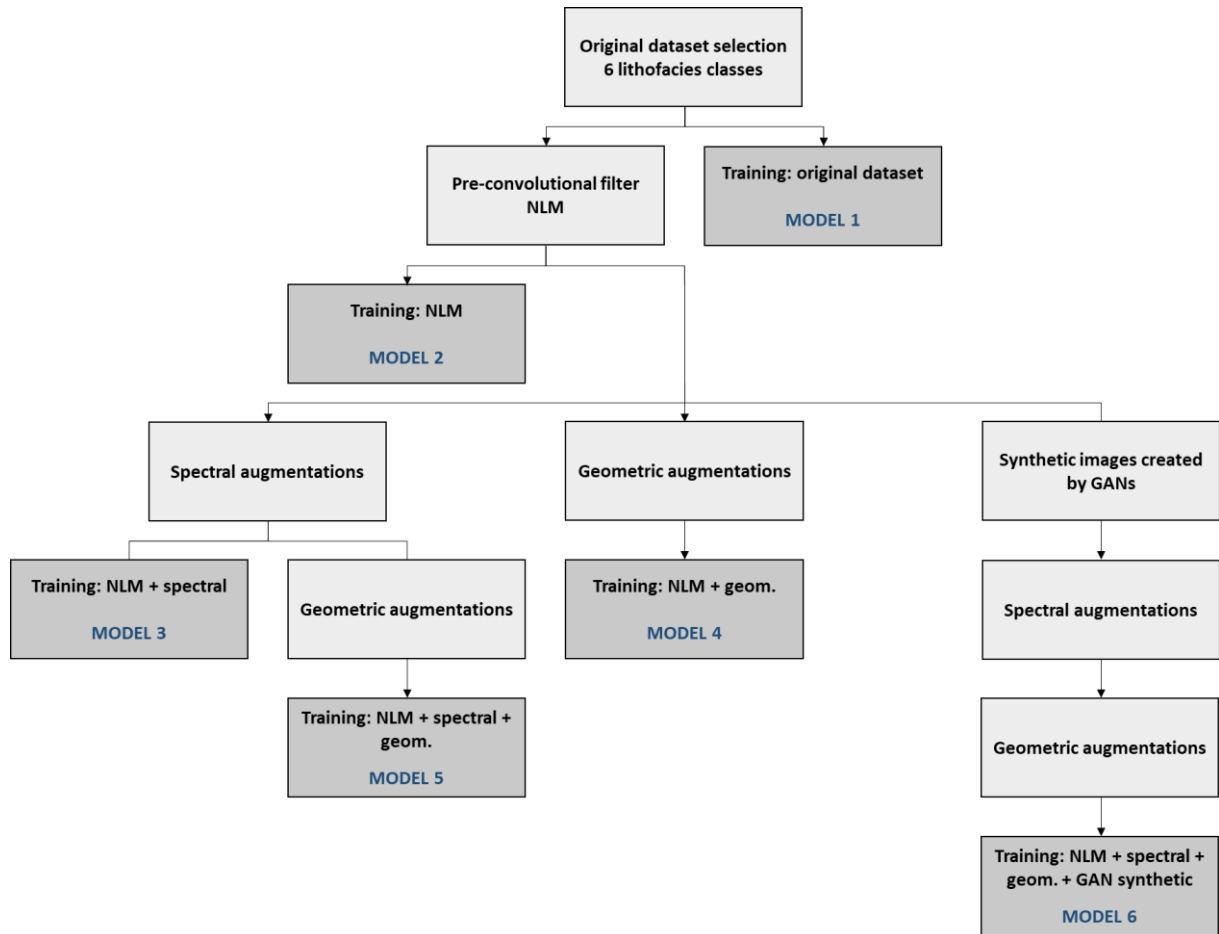 Original dataset selection
6 lithofacies classes
Pre-convolutional filter
NLM
Training: original dataset
MODEL 1
Training: NLM
MODEL 2
Spectral augmentations
Geometric augmentations
Synthetic images created
by GANs
Training: NLM + spectral
MODEL 3
Geometric augmentations
Training: NLM + geom.
MODEL 4
Spectral augmentations
Training: NLM + spectral +
geom.
MODEL 5
Geometric augmentations
Training: NLM + spectral +
geom. + GAN synthetic
MODEL 6